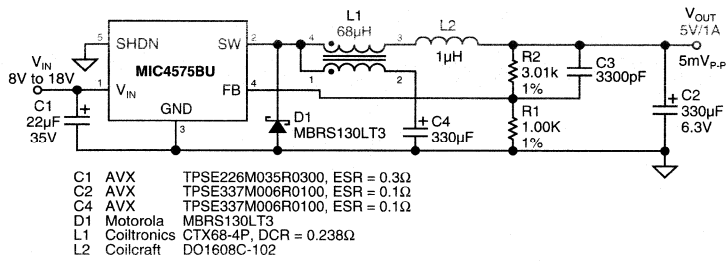 L1
68µH
L2
1µH
VOUT
5V/1A
5mVP-P
5
SHDN
SW
2
4
3
1
2
MIC4575BU
VIN
8V to 18V
1
VIN
FB
4
GND
3
C1
22µF
35V
D1
MBRS130LT3
C4
330µF
R2
3.01k
1%
C3
3300pF
R1
1.00K
1%
C2
330µF
6.3V
C1 AVX TPSE226M035R0300, ESR = 0.3Ω
C2 AVX TPSE337M006R0100, ESR = 0.1Ω
C4 AVX TPSE337M006R0100, ESR = 0.1Ω
D1 Motorola MBRS130LT3
L1 Coiltronics CTX68-4P, DCR = 0.238Ω
L2 Coilcraft DO1608C-102